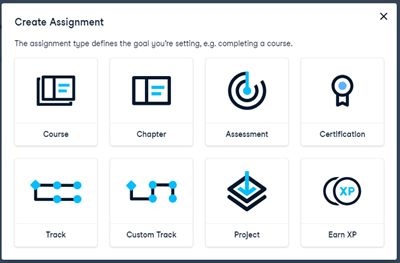 Create Assignment
The assignment type defines the goal you're setting, e.g. completing a course.
Course
Chapter
Assessment
Certification
Track
Custom Track
Project
XP
Earn XP